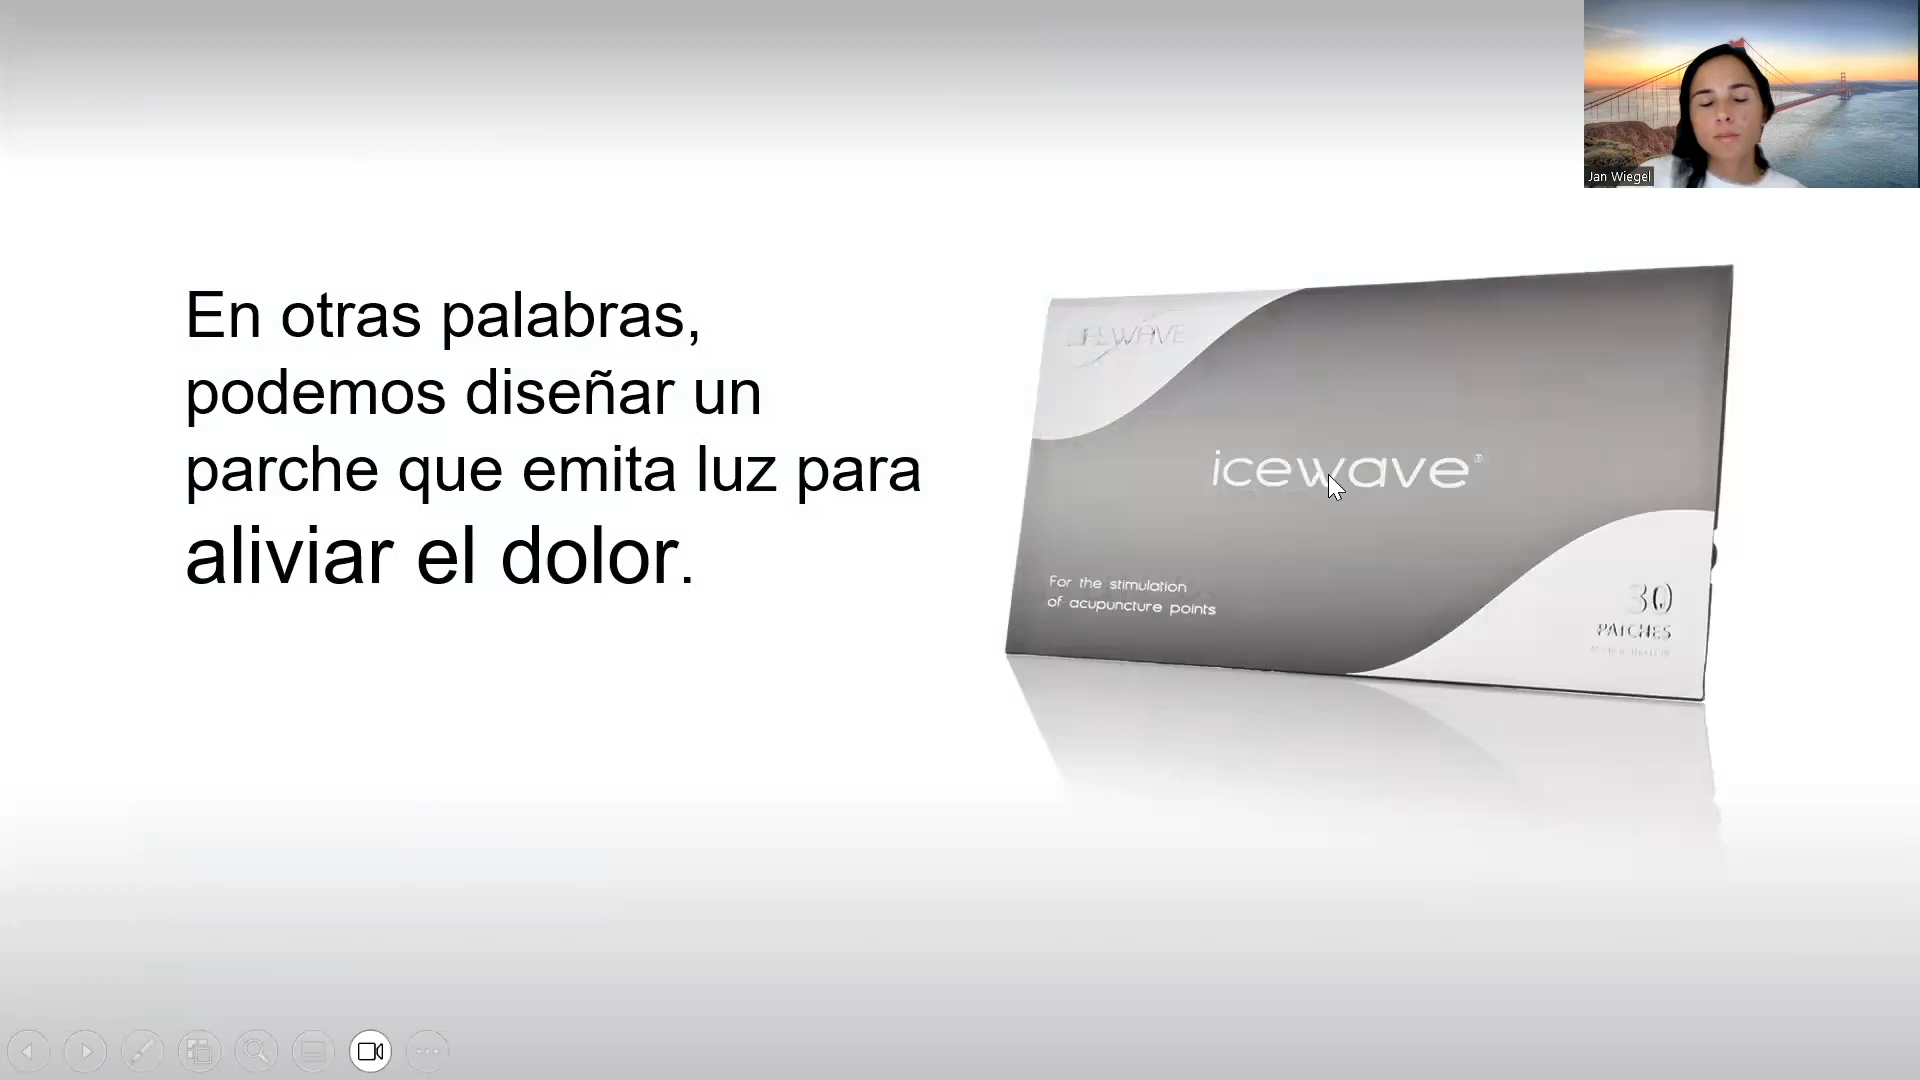 Jan Wiegel
En otras palabras,
podemos diseñar un
parche que emita luz para
aliviar el dolor.
LIFEWAVE
icewave®
For the stimulation
of acupuncture points
30
PATCHES